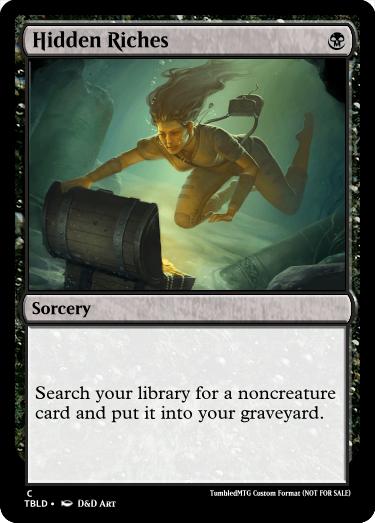 Hidden Riches
Sorcery
Search your library for a noncreature
card and put it into your graveyard.
C
TBLD • D&D Art
TumbledMTG Custom Format (NOT FOR SALE)